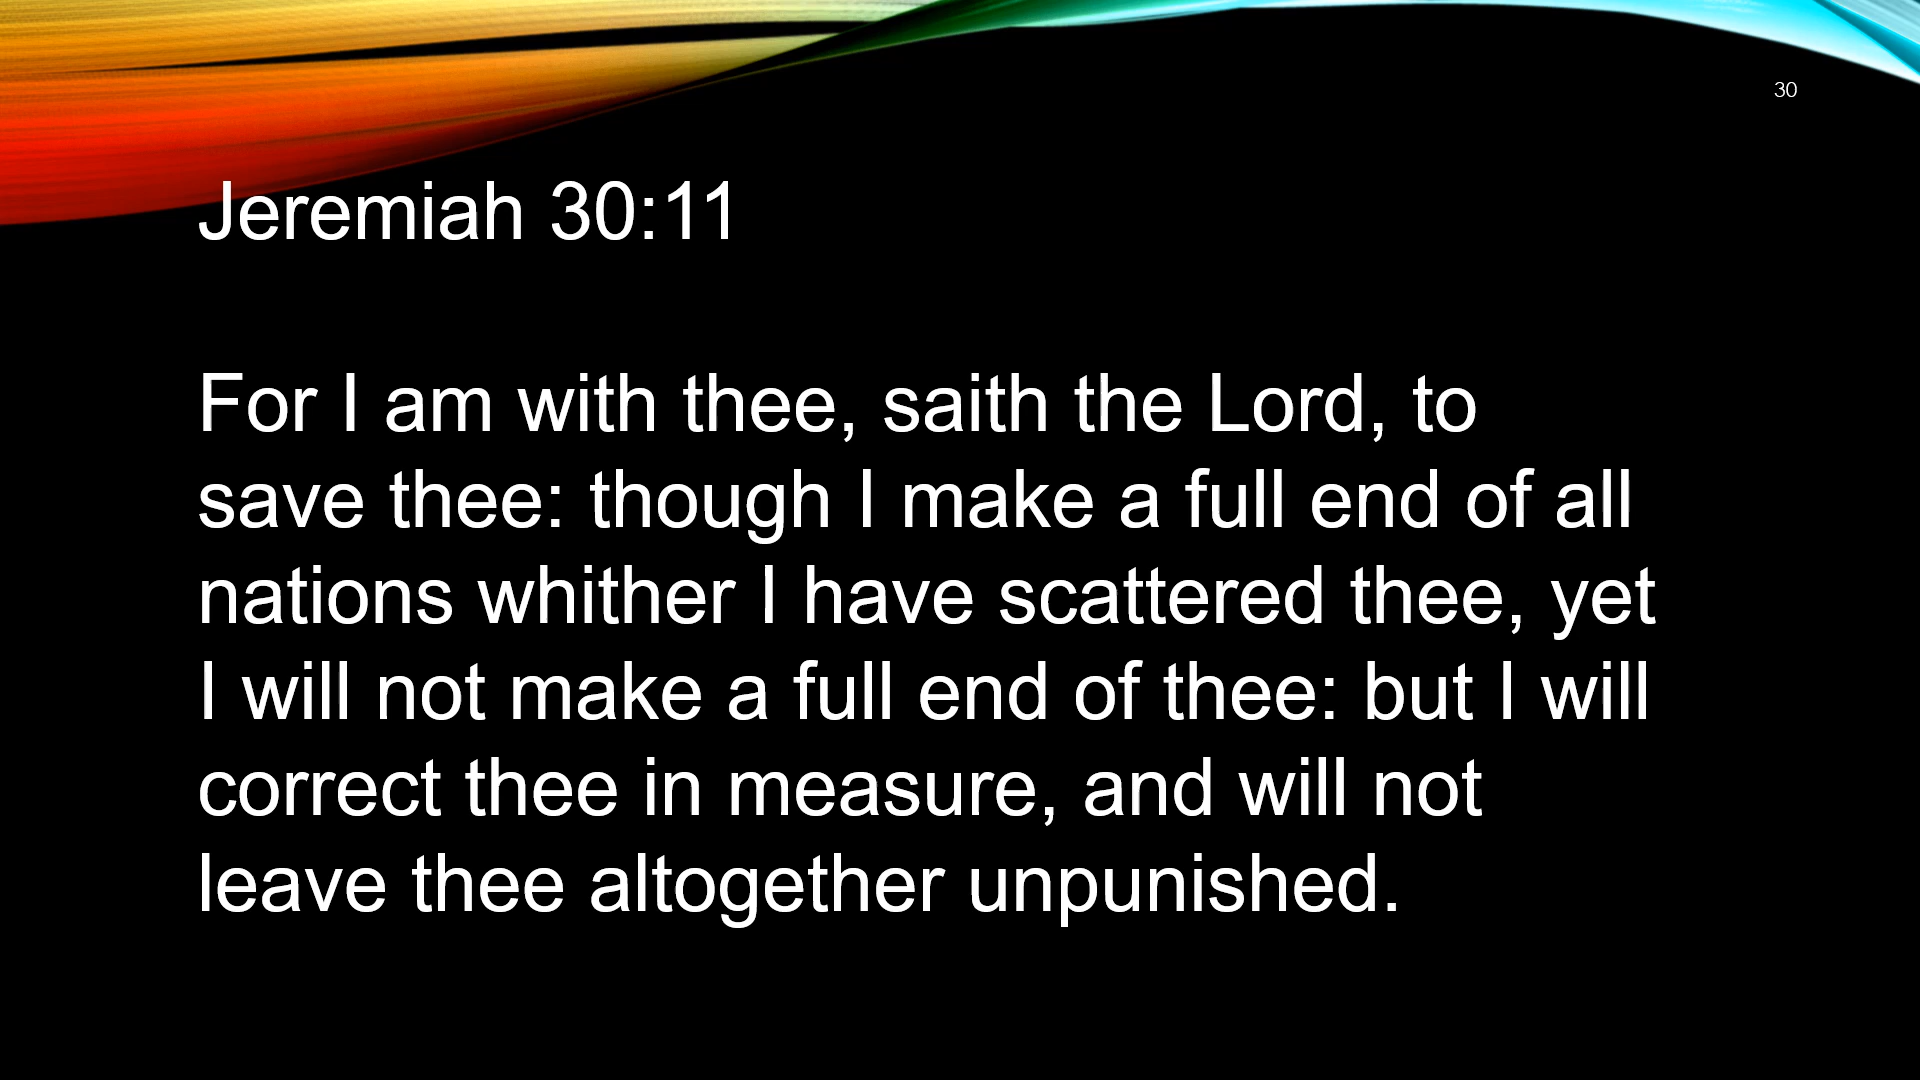 30
Jeremiah 30:11
For I am with thee, saith the Lord, to
save thee: though I make a full end of all
nations whither I have scattered thee, yet
I will not make a full end of thee: but I will
correct thee in measure, and will not
leave thee altogether unpunished.